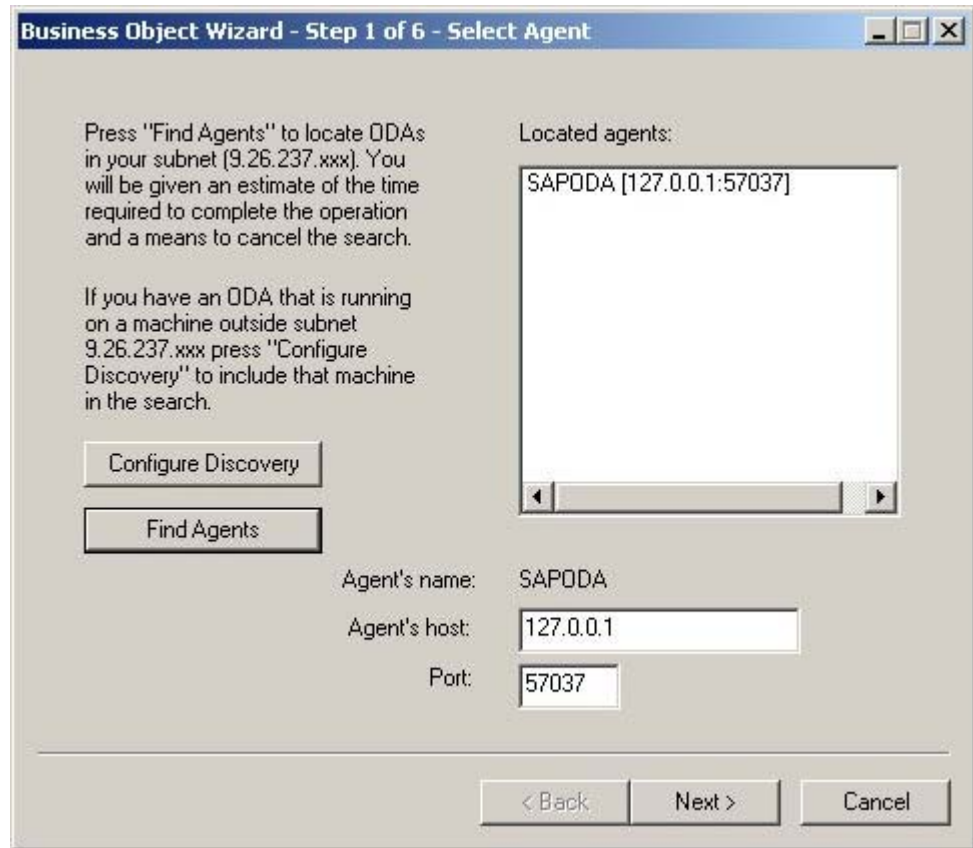 Business Object Wizard - Step 1 of 6 - Select Agent
Press "Find Agents" to locate ODAs
in your subnet (9.26.237.xxx). You
will be given an estimate of the time
required to complete the operation
and a means to cancel the search.
If you have an ODA that is running
on a machine outside subnet
9.26.237.xxx press "Configure
Discovery" to include that machine
in the search.
Configure Discovery
Find Agents
Located agents:
SAPODA [127.0.0.1:57037]
Agent's name: SAPODA
Agent's host: 127.0.0.1
Port: 57037
< Back Next > Cancel